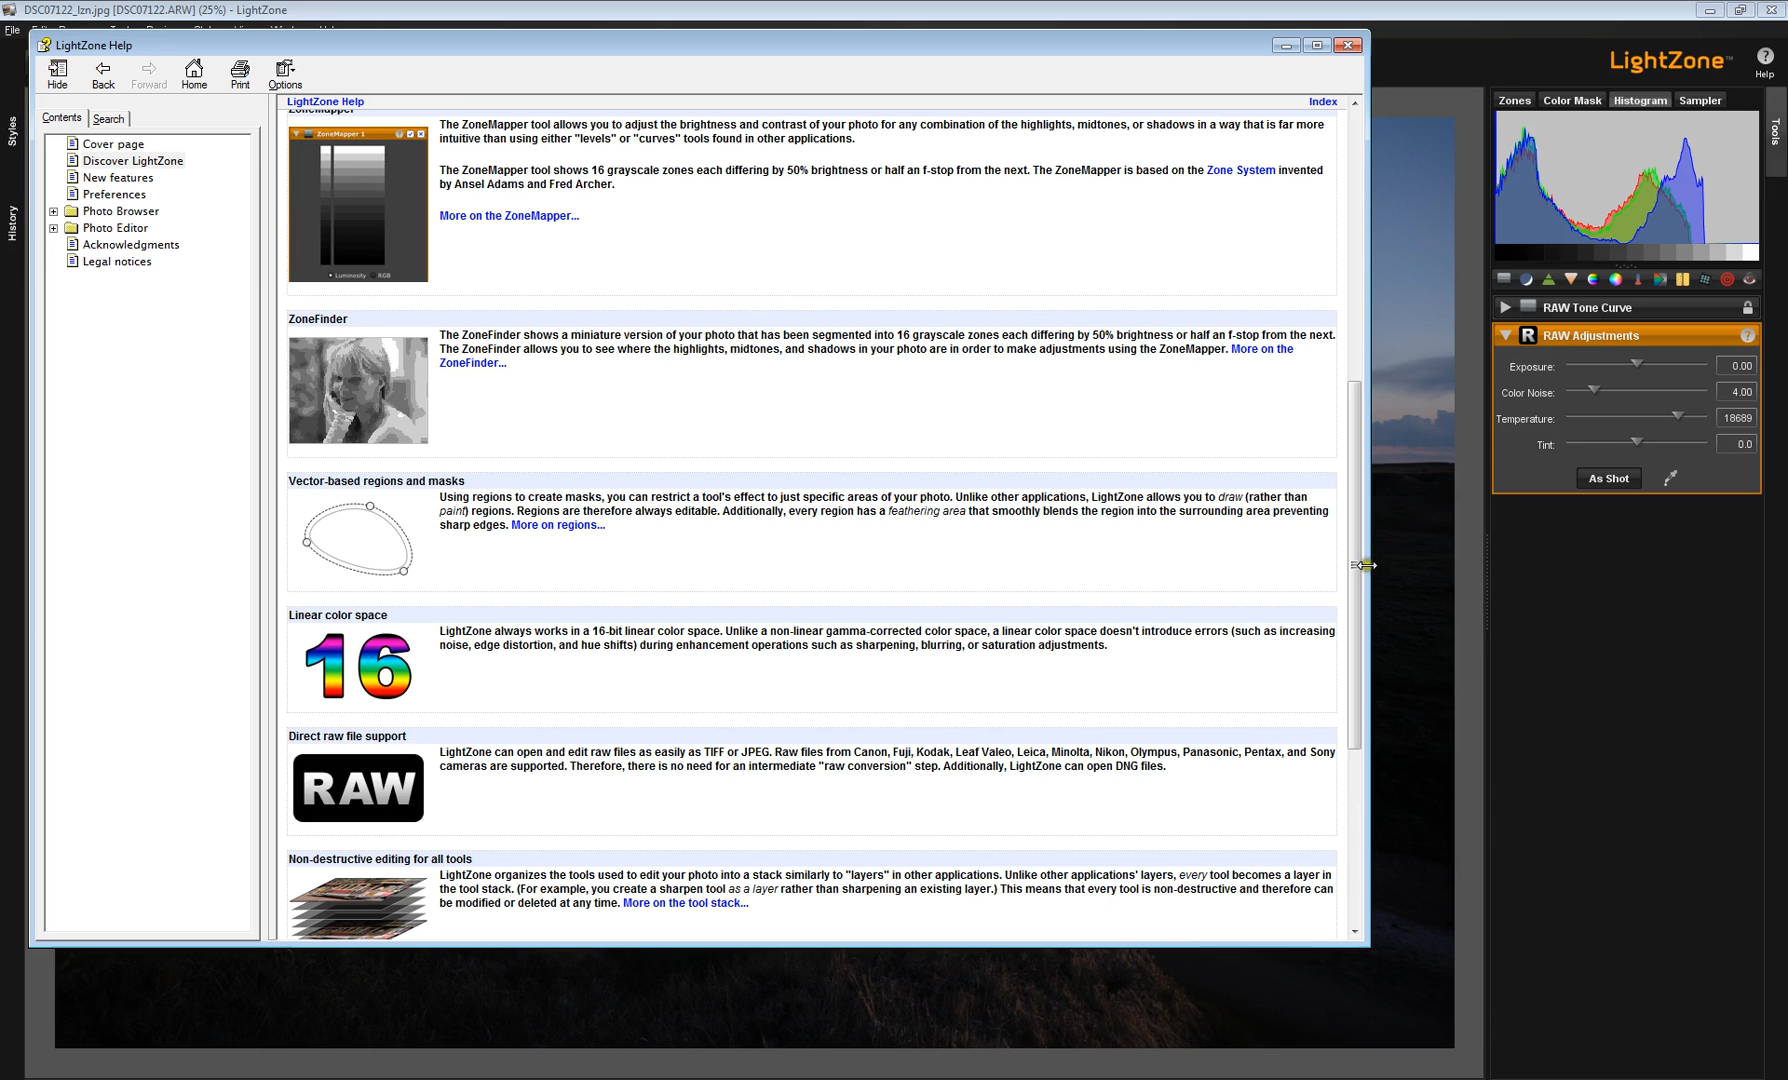 DSC07122_lzn.jpg [DSC07122.ARW] (25%) - LightZone
File
LightZone Help
Hide
Back
Forward
Home
Print
Options
LightZone™
Help
Contents
Search
Cover page
Discover LightZone
New features
Preferences
Photo Browser
Photo Editor
Acknowledgments
Legal notices
Styles
History
LightZone Help
Index
ZoneMapper
ZoneMapper 1
Luminosity RGB
The ZoneMapper tool allows you to adjust the brightness and contrast of your photo for any combination of the highlights, midtones, or shadows in a way that is far more
intuitive than using either "levels" or "curves" tools found in other applications.
The ZoneMapper tool shows 16 grayscale zones each differing by 50% brightness or half an f-stop from the next. The ZoneMapper is based on the Zone System invented
by Ansel Adams and Fred Archer.
More on the ZoneMapper...
ZoneFinder
The ZoneFinder shows a miniature version of your photo that has been segmented into 16 grayscale zones each differing by 50% brightness or half an f-stop from the next.
The ZoneFinder allows you to see where the highlights, midtones, and shadows in your photo are in order to make adjustments using the ZoneMapper. More on the
ZoneFinder...
Vector-based regions and masks
Using regions to create masks, you can restrict a tool's effect to just specific areas of your photo. Unlike other applications, LightZone allows you to draw (rather than
paint) regions. Regions are therefore always editable. Additionally, every region has a feathering area that smoothly blends the region into the surrounding area preventing
sharp edges. More on regions...
Linear color space
16
LightZone always works in a 16-bit linear color space. Unlike a non-linear gamma-corrected color space, a linear color space doesn't introduce errors (such as increasing
noise, edge distortion, and hue shifts) during enhancement operations such as sharpening, blurring, or saturation adjustments.
Direct raw file support
RAW
LightZone can open and edit raw files as easily as TIFF or JPEG. Raw files from Canon, Fuji, Kodak, Leaf Valeo, Leica, Minolta, Nikon, Olympus, Panasonic, Pentax, and Sony
cameras are supported. Therefore, there is no need for an intermediate "raw conversion" step. Additionally, LightZone can open DNG files.
Non-destructive editing for all tools
LightZone organizes the tools used to edit your photo into a stack similarly to "layers" in other applications. Unlike other applications' layers, every tool becomes a layer in
the tool stack. (For example, you create a sharpen tool as a layer rather than sharpening an existing layer.) This means that every tool is non-destructive and therefore can
be modified or deleted at any time. More on the tool stack...
Zones
Color Mask
Histogram
Sampler
Tools
RAW Tone Curve
R RAW Adjustments
Exposure: 0.00
Color Noise: 4.00
Temperature: 18689
Tint: 0.0
As Shot